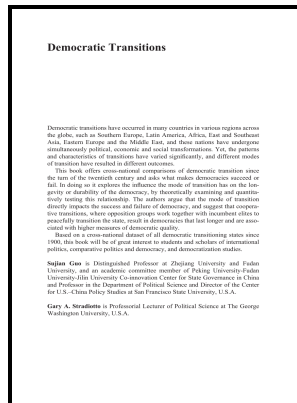 Democratic Transitions
Democratic transitions have occurred in many countries in various regions across
the globe, such as Southern Europe, Latin America, Africa, East and Southeast
Asia, Eastern Europe and the Middle East, and these nations have undergone
simultaneously political, economic and social transformations. Yet, the patterns
and characteristics of transitions have varied significantly, and different modes
of transition have resulted in different outcomes.
This book offers cross-national comparisons of democratic transition since
the turn of the twentieth century and asks what makes democracies succeed or
fail. In doing so it explores the influence the mode of transition has on the lon-
gevity or durability of the democracy, by theoretically examining and quantita-
tively testing this relationship. The authors argue that the mode of transition
directly impacts the success and failure of democracy, and suggest that coopera-
tive transitions, where opposition groups work together with incumbent elites to
peacefully transition the state, result in democracies that last longer and are asso-
ciated with higher measures of democratic quality.
Based on a cross-national dataset of all democratic transitioning states since
1900, this book will be of great interest to students and scholars of international
politics, comparative politics and democracy, and democratization studies.
Sujian Guo is Distinguished Professor at Zhejiang University and Fudan
University, and an academic committee member of Peking University-Fudan
University-Jilin University Co-innovation Center for State Governance in China
and Professor in the Department of Political Science and Director of the Center
for U.S.-China Policy Studies at San Francisco State University, U.S.A.
Gary A. Stradiotto is Professorial Lecturer of Political Science at The George
Washington University, U.S.A.